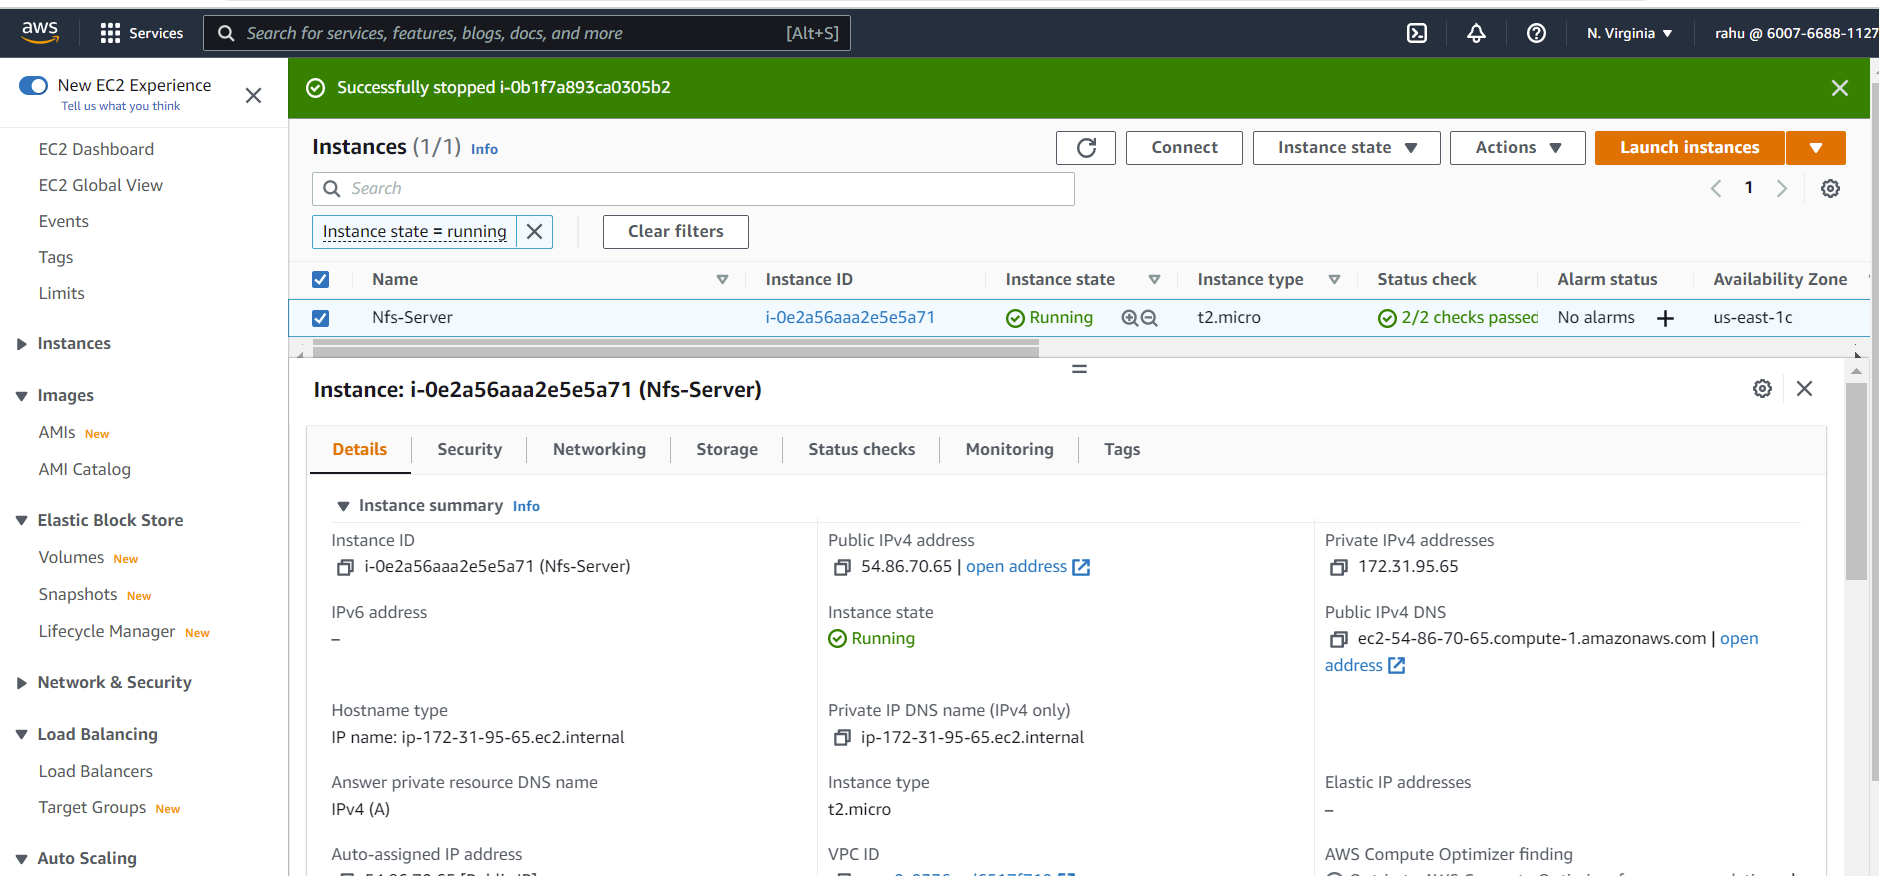 aws
Services
Search for services, features, blogs, docs, and more [Alt+S]
N. Virginia
rahu @ 6007-6688-1127
New EC2 Experience
Tell us what you think
EC2 Dashboard
EC2 Global View
Events
Tags
Limits
Instances
Images
AMIs New
AMI Catalog
Elastic Block Store
Volumes New
Snapshots New
Lifecycle Manager New
Network & Security
Load Balancing
Load Balancers
Target Groups New
Auto Scaling
Successfully stopped i-0b1f7a893ca0305b2
Instances (1/1) Info
Connect
Instance state
Actions
Launch instances
Search
1
Instance state = running
Clear filters
Name Instance ID Instance state Instance type Status check Alarm status Availability Zone
Nfs-Server i-0e2a56aaa2e5e5a71 Running t2.micro 2/2 checks passed No alarms us-east-1c
Instance: i-0e2a56aaa2e5e5a71 (Nfs-Server)
Details Security Networking Storage Status checks Monitoring Tags
Instance summary Info
Instance ID
i-0e2a56aaa2e5e5a71 (Nfs-Server)
Public IPv4 address
54.86.70.65 | open address
Private IPv4 addresses
172.31.95.65
IPv6 address
–
Instance state
Running
Public IPv4 DNS
ec2-54-86-70-65.compute-1.amazonaws.com | open
address
Hostname type
IP name: ip-172-31-95-65.ec2.internal
Private IP DNS name (IPv4 only)
ip-172-31-95-65.ec2.internal
Answer private resource DNS name
IPv4 (A)
Instance type
t2.micro
Elastic IP addresses
–
Auto-assigned IP address
54.86.70.65 [Public IP]
VPC ID
AWS Compute Optimizer finding